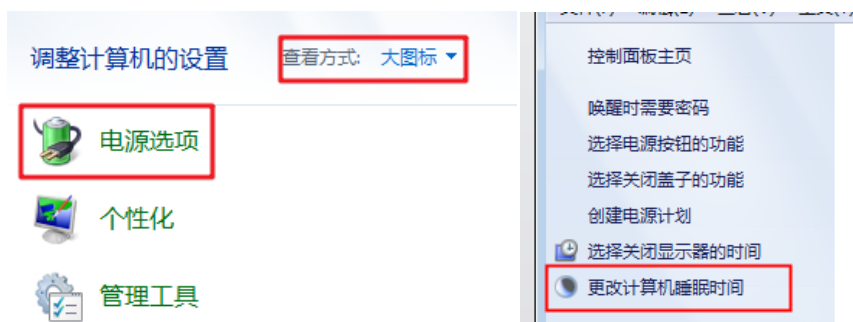 调整计算机的设置
查看方式: 大图标
电源选项
个性化
管理工具
控制面板主页
唤醒时需要密码
选择电源按钮的功能
选择关闭盖子的功能
创建电源计划
选择关闭显示器的时间
更改计算机睡眠时间